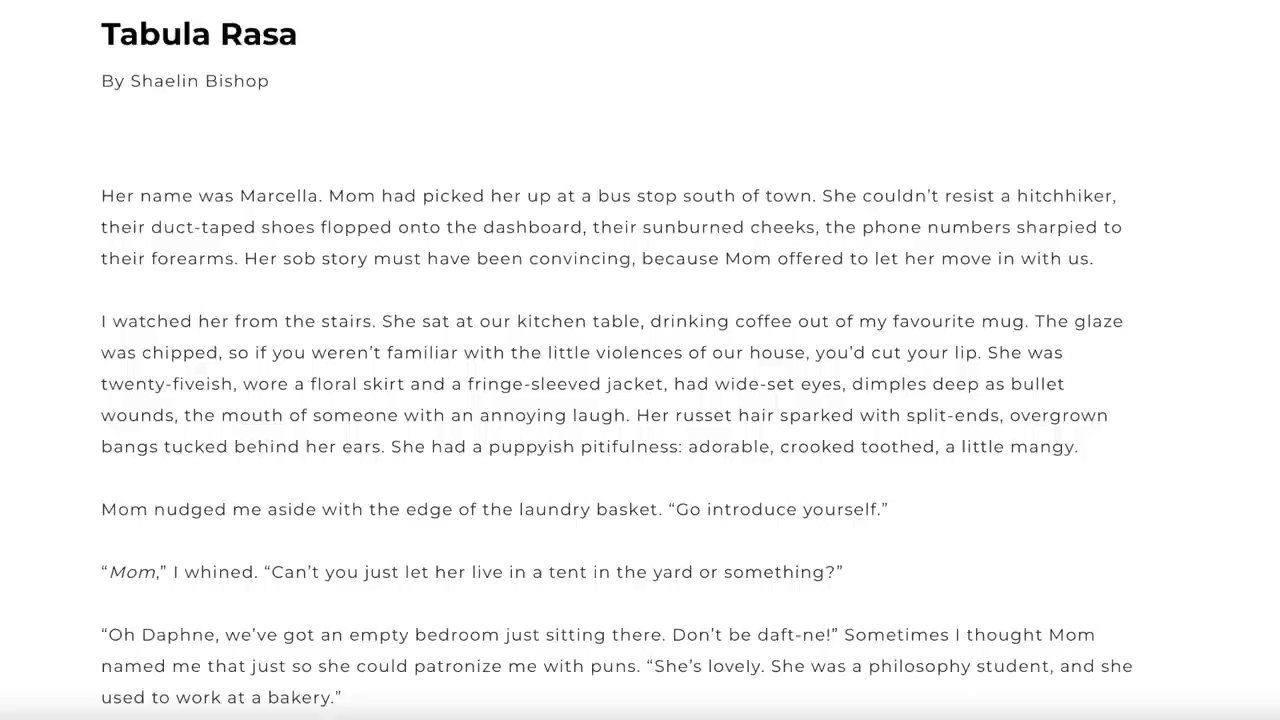 Tabula Rasa
By Shaelin Bishop
Her name was Marcella. Mom had picked her up at a bus stop south of town. She couldn’t resist a hitchhiker,
their duct-taped shoes flopped onto the dashboard, their sunburned cheeks, the phone numbers sharpied to
their forearms. Her sob story must have been convincing, because Mom offered to let her move in with us.
I watched her from the stairs. She sat at our kitchen table, drinking coffee out of my favourite mug. The glaze
was chipped, so if you weren’t familiar with the little violences of our house, you’d cut your lip. She was
twenty-fiveish, wore a floral skirt and a fringe-sleeved jacket, had wide-set eyes, dimples deep as bullet
wounds, the mouth of someone with an annoying laugh. Her russet hair sparked with split-ends, overgrown
bangs tucked behind her ears. She had a puppyish pitifulness: adorable, crooked toothed, a little mangy.
Mom nudged me aside with the edge of the laundry basket. “Go introduce yourself.”
“Mom,” I whined. “Can’t you just let her live in a tent in the yard or something?”
“Oh Daphne, we’ve got an empty bedroom just sitting there. Don’t be daft-ne!” Sometimes I thought Mom
named me that just so she could patronize me with puns. “She’s lovely. She was a philosophy student, and she
used to work at a bakery.”